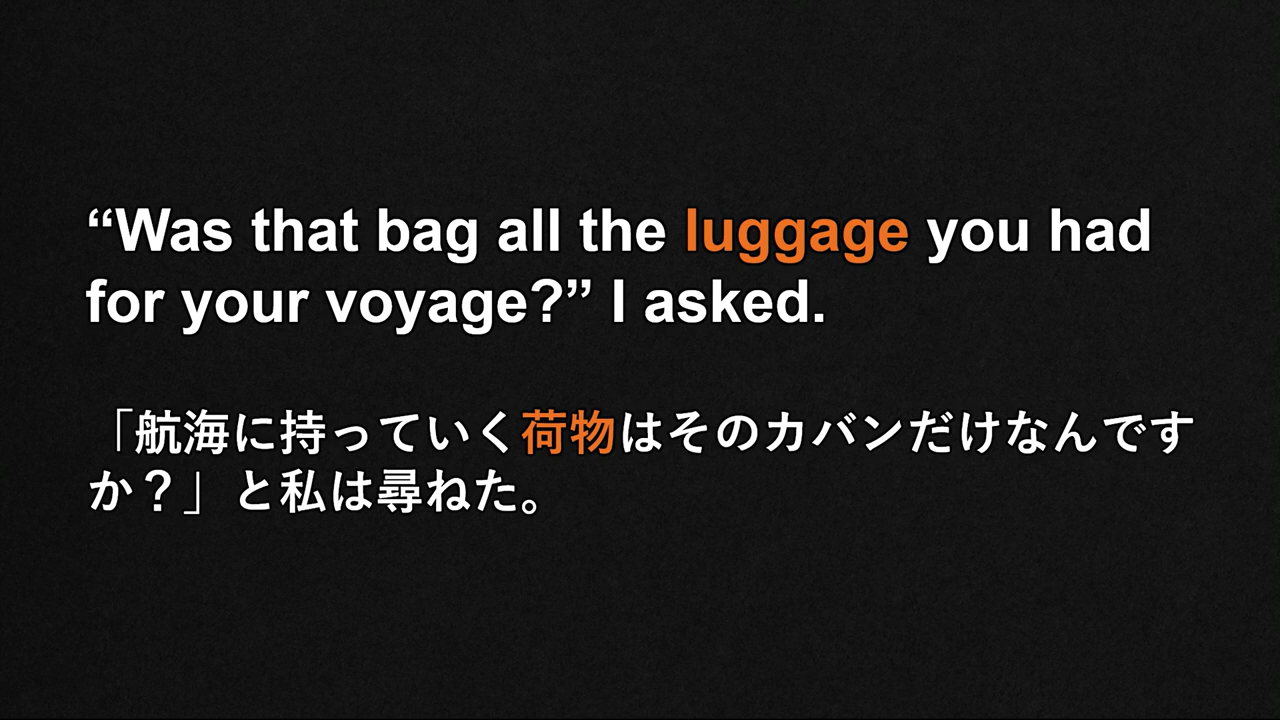 “Was that bag all the luggage you had
for your voyage?” I asked.
「航海に持っていく荷物はそのカバンだけなんです
か？」と私は尋ねた。